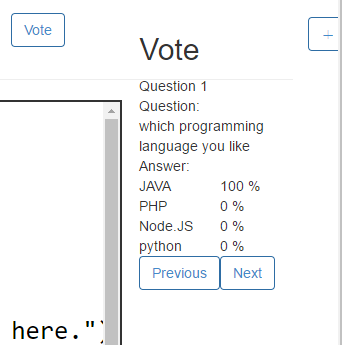 Vote
Vote
+
Question 1
Question:
which programming
language you like
Answer:
JAVA 100 %
PHP 0 %
Node.JS 0 %
python 0 %
Previous Next
here.")